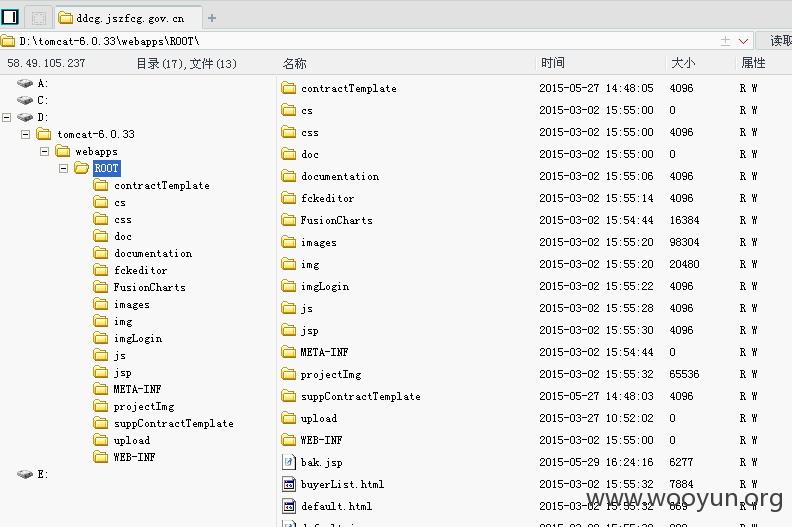 ddcg.jszfcg.gov.cn
D:\tomcat-6.0.33\webapps\ROOT\ 读取
58.49.105.237 目录(17),文件(13) 名称 时间 大小 属性
A:
C:
D:
tomcat-6.0.33
webapps
ROOT
contractTemplate
cs
css
doc
documentation
fckeditor
FusionCharts
images
img
imgLogin
js
jsp
META-INF
projectImg
suppContractTemplate
upload
WEB-INF
E:
contractTemplate 2015-05-27 14:48:05 4096 R W
cs 2015-03-02 15:55:00 0 R W
css 2015-03-02 15:55:00 4096 R W
doc 2015-03-02 15:55:00 0 R W
documentation 2015-03-02 15:55:06 4096 R W
fckeditor 2015-03-02 15:55:14 4096 R W
FusionCharts 2015-03-02 15:54:44 16384 R W
images 2015-03-02 15:55:20 98304 R W
img 2015-03-02 15:55:20 20480 R W
imgLogin 2015-03-02 15:55:22 4096 R W
js 2015-03-02 15:55:28 4096 R W
jsp 2015-03-02 15:55:30 4096 R W
META-INF 2015-03-02 15:54:44 0 R W
projectImg 2015-03-02 15:55:32 65536 R W
suppContractTemplate 2015-05-27 14:48:03 4096 R W
upload 2015-03-27 10:52:02 0 R W
WEB-INF 2015-03-02 15:55:00 0 R W
bak.jsp 2015-05-29 16:24:16 6277 R W
buyerList.html 2015-03-02 15:55:32 7884 R W
default.html 2015-03-02 15:55:32 869 R W
www.wooyun.org